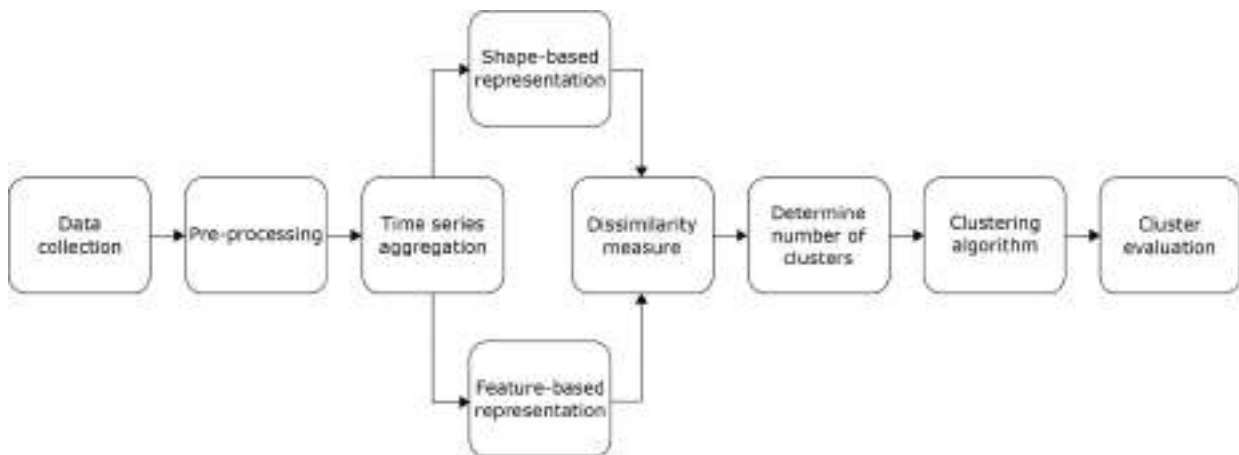 Shape-based
representation
Data
collection
Pre-processing
Time series
aggregation
Dissimilarity
measure
Determine
number of
clusters
Clustering
algorithm
Cluster
evaluation
Feature-based
representation